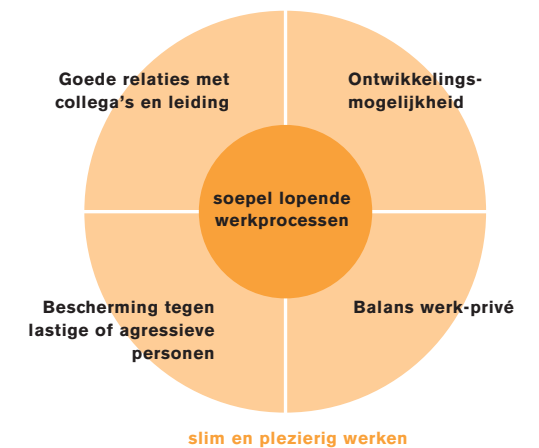 Goede relaties met
collega's en leiding
Ontwikkelings-
mogelijkheid
soepel lopende
werkprocessen
Bescherming tegen
lastige of agressieve
personen
Balans werk-privé
slim en plezierig werken